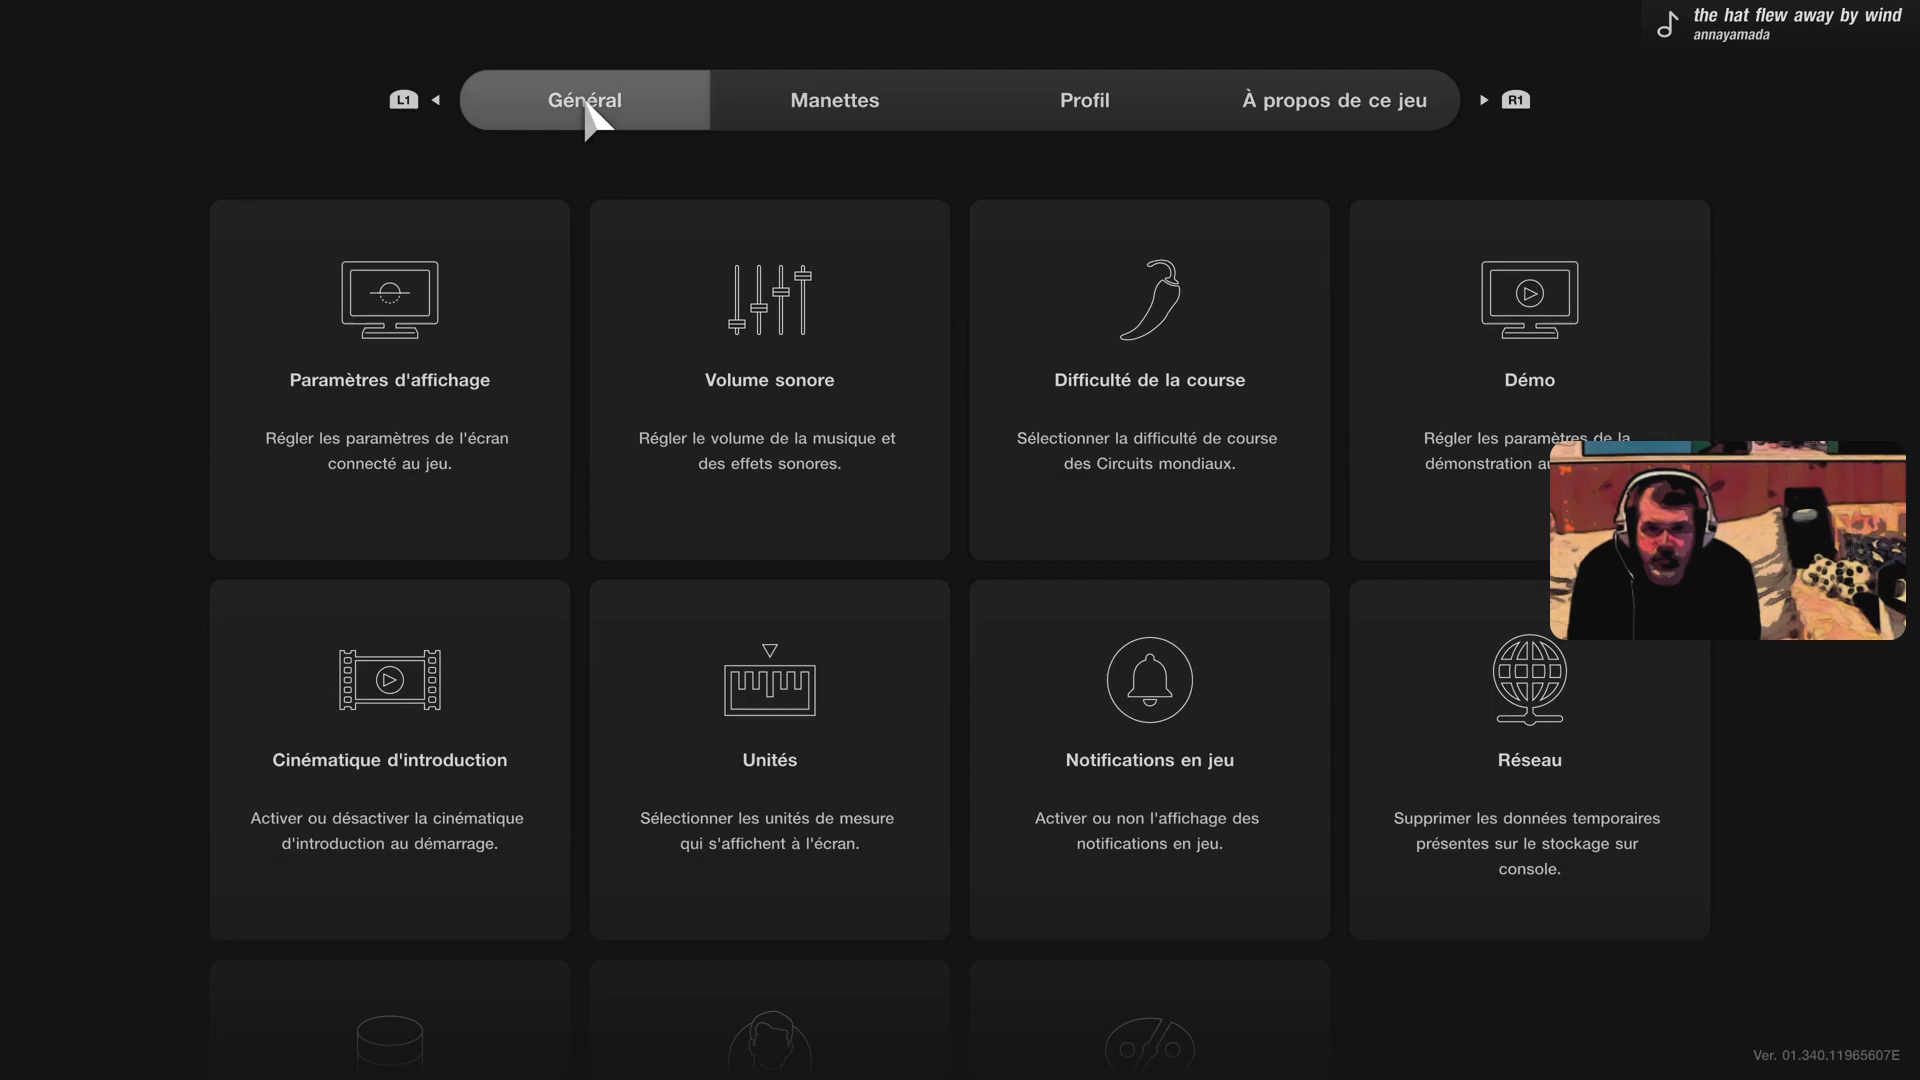 the hat flew away by wind
annayamada
L1
Général
Manettes
Profil
À propos de ce jeu
R1
Paramètres d'affichage
Régler les paramètres de l'écran
connecté au jeu.
Volume sonore
Régler le volume de la musique et
des effets sonores.
Difficulté de la course
Sélectionner la difficulté de course
des Circuits mondiaux.
Démo
Régler les paramètres de la
démonstration
Cinématique d'introduction
Activer ou désactiver la cinématique
d'introduction au démarrage.
Unités
Sélectionner les unités de mesure
qui s'affichent à l'écran.
Notifications en jeu
Activer ou non l'affichage des
notifications en jeu.
Réseau
Supprimer les données temporaires
présentes sur le stockage sur
console.
Ver. 01.340.11965607E